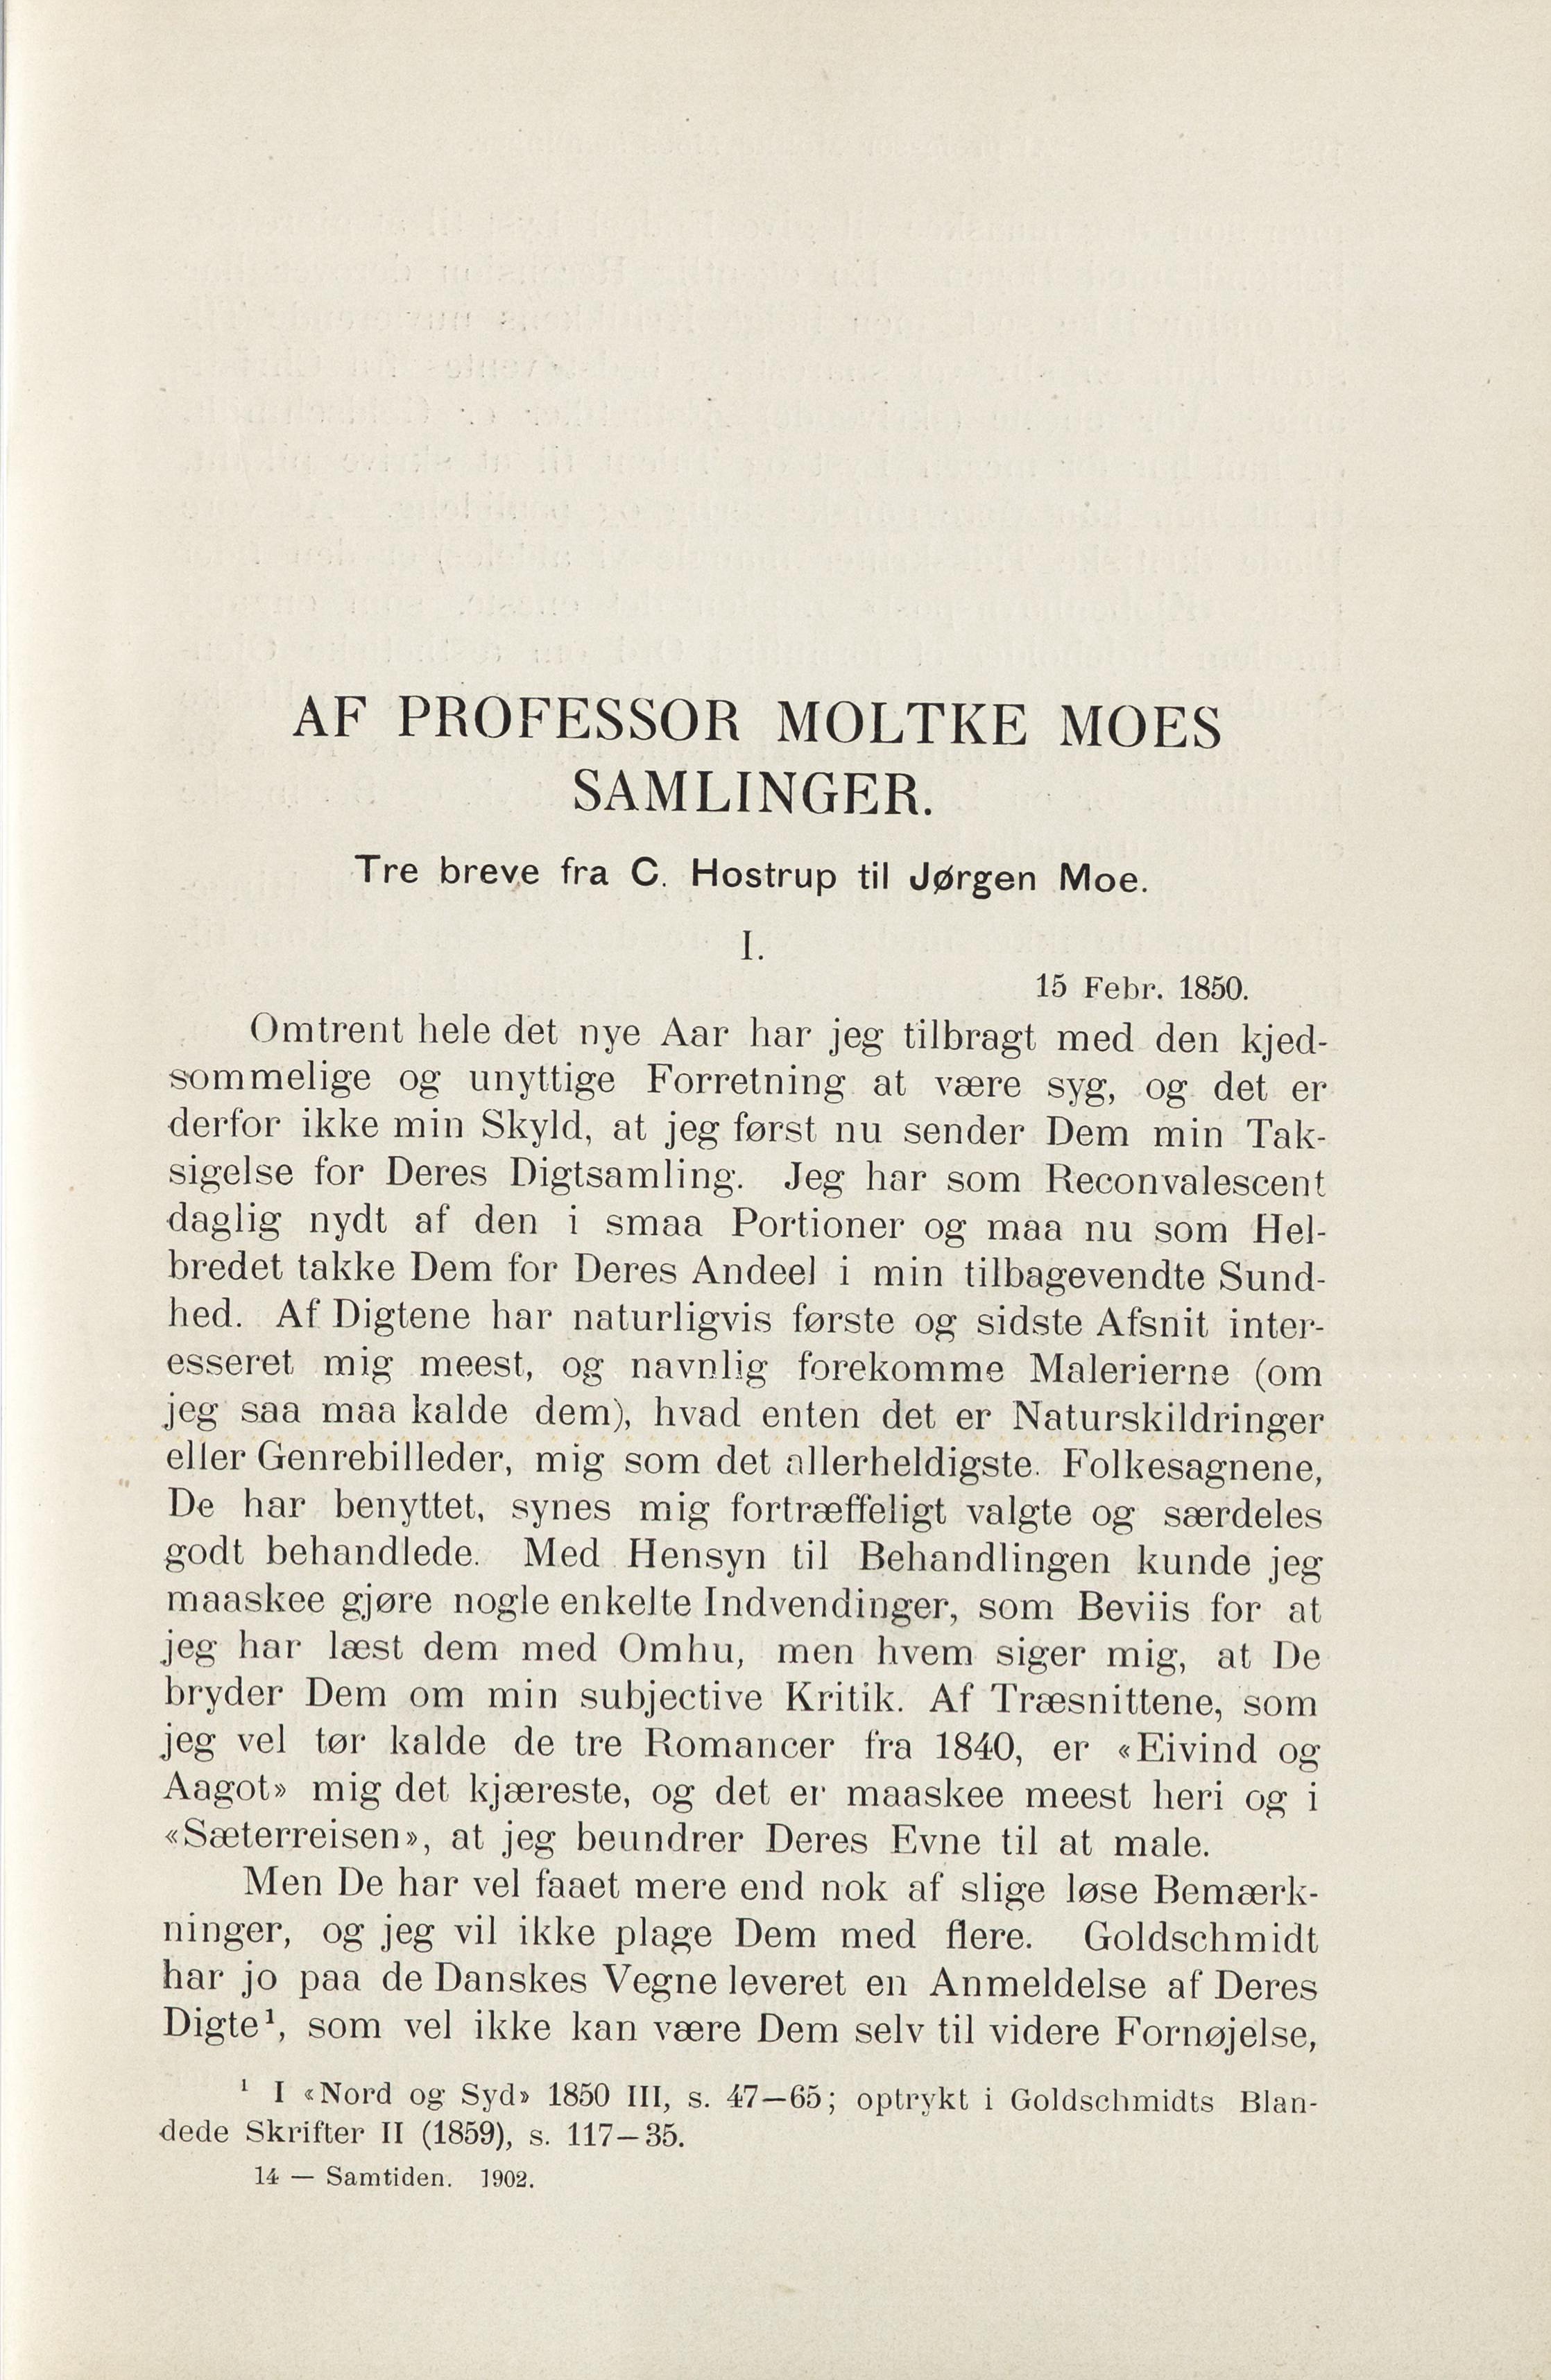 AF PROFESSOR MOLTKE MOES
SAMLINGER.
Tre breve fra C. Hostrup til Jørgen Moe.
I.
15 Febr. 1850.
Omtrent hele det nye Aar har jeg tilbragt med den kjed-
sommelige og unyttige Forretning at være syg, og det er
derfor ikke min Skyld, at jeg først nu sender Dem min Tak-
sigelse for Deres Digtsamling. Jeg har som Reconvalescent
daglig nydt af den i smaa Portioner og maa nu som Hel-
bredet takke Dem for Deres Andeel i min tilbagevendte Sund-
hed. Af Digtene har naturligvis første og sidste Afsnit inter-
esseret mig meest, og navnlig forekomme Malerierne (om
jeg saa maa kalde dem), hvad enten det er Naturskildringer
eller Genrebilleder, mig som det allerheldigste. Folkesagnene,
De har benyttet, synes mig fortræffeligt valgte og særdeles
godt behandlede. Med Hensyn til Behandlingen kunde jeg
maaskee gjøre nogle enkelte Indvendinger, som Beviis for at
jeg har læst dem med Omhu, men hvem siger mig, at De
bryder Dem om min subjective Kritik. Af Træsnittene, som
jeg vel tør kalde de tre Romancer fra 1840, er «Eivind og
Aagot» mig det kjæreste, og det er maaskee meest heri og i
«Sæterreisen», at jeg beundrer Deres Evne til at male.
Men De har vel faaet mere end nok af slige løse Bemærk-
ninger, og jeg vil ikke plage Dem med flere. Goldschmidt
har jo paa de Danskes Vegne leveret en Anmeldelse af Deres
Digte¹, som vel ikke kan være Dem selv til videre Fornøjelse,
¹ I «Nord og Syd» 1850 III, s. 47—65; optrykt i Goldschmidts Blan-
dede Skrifter II (1859), s. 117—35.
14 — Samtiden. 1902.